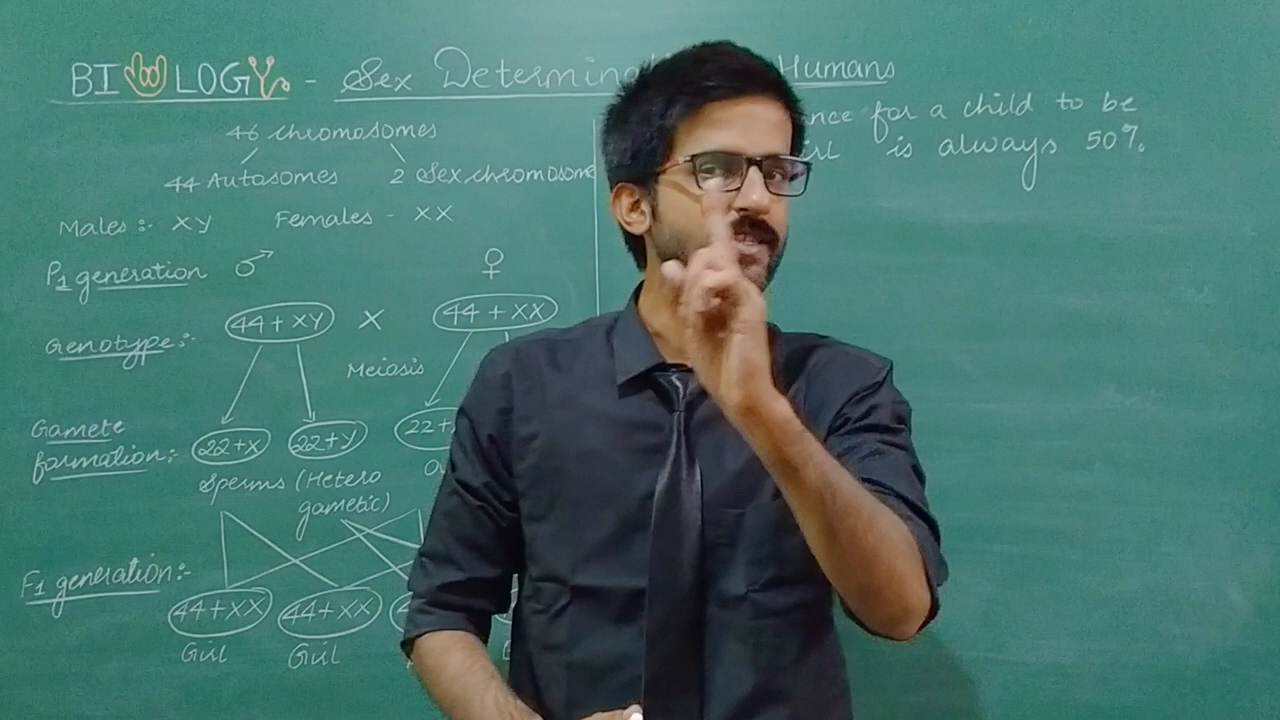 BIOLOGY - Sex Determin Humans
46 chromosomes
44 Autosomes 2 Sex chromosome
Males :- XY Females - XX
P1 generation ♂ ♀
Genotype :- 44 + XY X 44 + XX
Meiosis
Gamete
formation :- 22+X 22+Y 22+
Sperms (Hetero
gametic)
F1 generation :-
44+XX 44+XX
Girl Girl
for a child to be
is always 50%